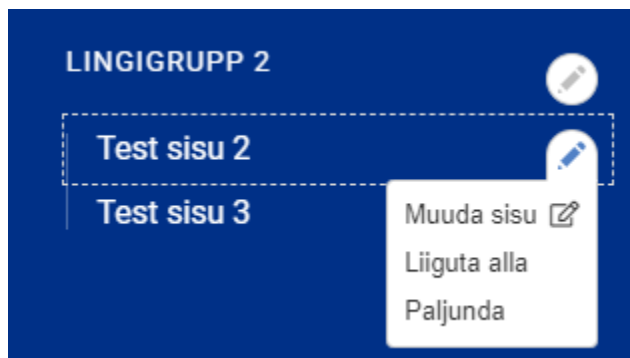 LINGIGRUPP 2
Test sisu 2
Test sisu 3
Muuda sisu
Liiguta alla
Paljunda